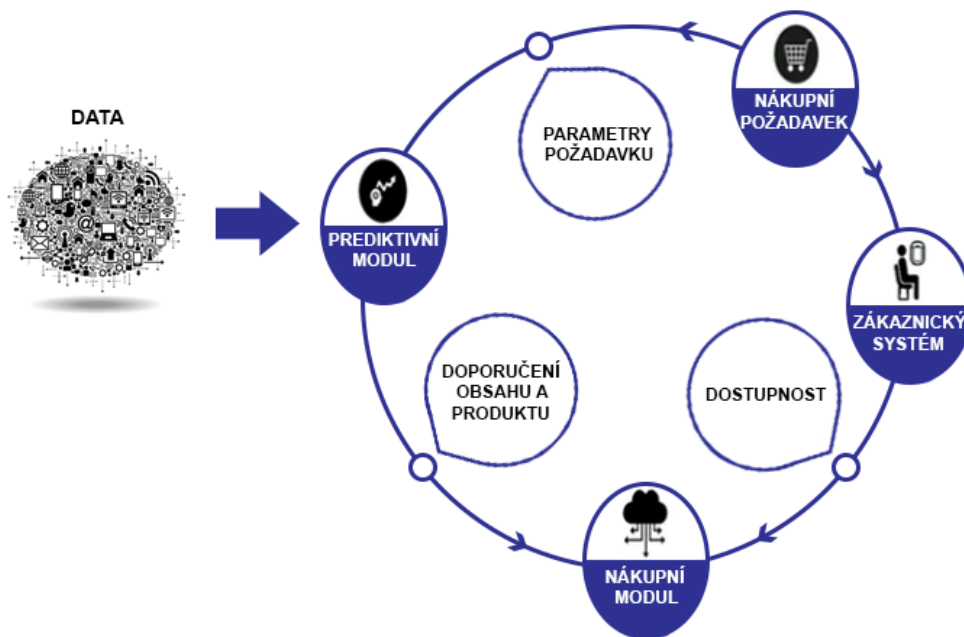 DATA
NÁKUPNÍ
POŽADAVEK
PARAMETRY
POŽADAVKU
PREDIKTIVNÍ
MODUL
ZÁKAZNICKÝ
SYSTÉM
DOPORUČENÍ
OBSAHU A
PRODUKTU
DOSTUPNOST
NÁKUPNÍ
MODUL